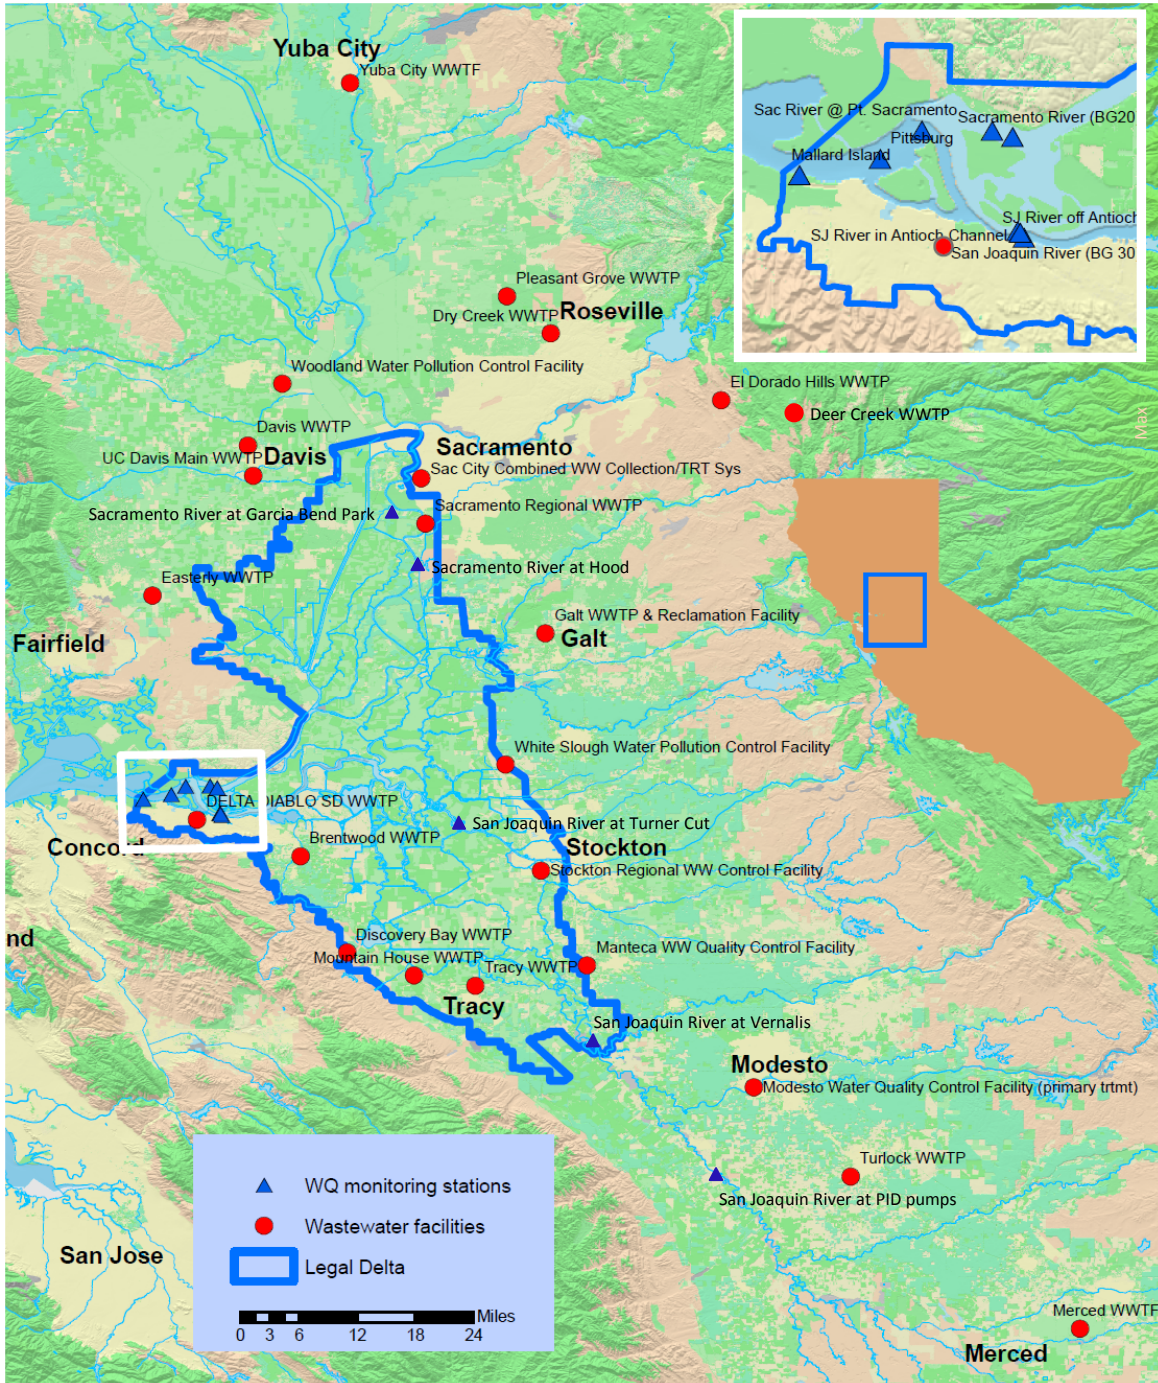 Yuba City
Yuba City WWTF
Sac River @ Pt. Sacramento
Sacramento River (BG20
Pittsburg
Mallard Island
SJ River off Antioch
SJ River in Antioch Channel
San Joaquin River (BG 30
Pleasant Grove WWTP
Dry Creek WWTP
Roseville
Woodland Water Pollution Control Facility
El Dorado Hills WWTP
Deer Creek WWTP
Max
Davis WWTP
UC Davis Main WWTP
Davis
Sacramento
Sac City Combined WW Collection/TRT Sys
Sacramento Regional WWTP
Sacramento River at Garcia Bend Park
Sacramento River at Hood
Easterly WWTP
Galt WWTP & Reclamation Facility
Galt
Fairfield
White Slough Water Pollution Control Facility
DELTA DIABLO SD WWTP
San Joaquin River at Turner Cut
Brentwood WWTP
Concord
Stockton
Stockton Regional WW Control Facility
nd
Discovery Bay WWTP
Manteca WW Quality Control Facility
Mountain House WWTP
Tracy WWTP
Tracy
San Joaquin River at Vernalis
Modesto
Modesto Water Quality Control Facility (primary trtmt)
Turlock WWTP
San Joaquin River at PID pumps
WQ monitoring stations
Wastewater facilities
Legal Delta
Miles
0 3 6 12 18 24
San Jose
Merced WWTF
Merced